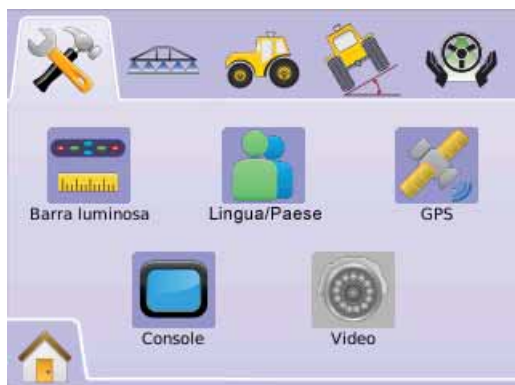 Barra luminosa
Lingua/Paese
GPS
Console
Video